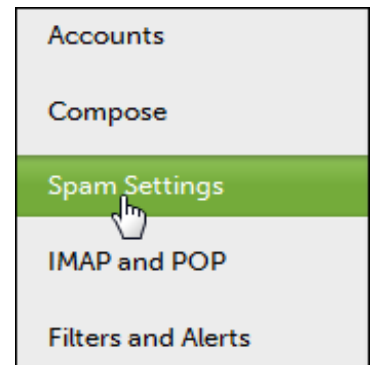 Accounts
Compose
Spam Settings
IMAP and POP
Filters and Alerts